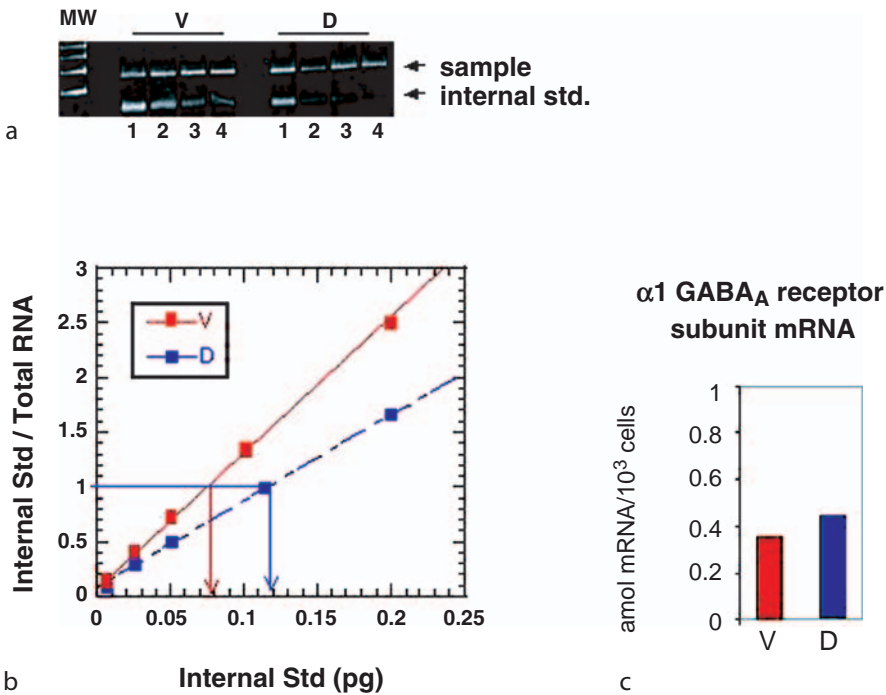 MW V D
sample
internal std.
1 2 3 4 1 2 3 4
a
3
2.5
2
1.5
1
0.5
0
0 0.05 0.1 0.15 0.2 0.25
V
D
Internal Std / Total RNA
Internal Std (pg)
b
α1 GABAA receptor
subunit mRNA
1
0.8
0.6
0.4
0.2
0
amol mRNA/10³ cells
V D
c